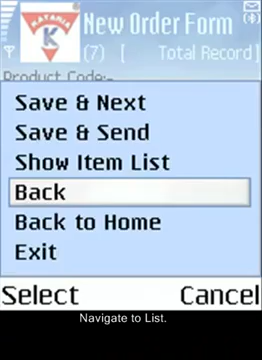 KATARIA
K
New Order Form
(7) [ Total Record]
Product Code:-
Save & Next
Save & Send
Show Item List
Back
Back to Home
Exit
Select Cancel
Navigate to List.